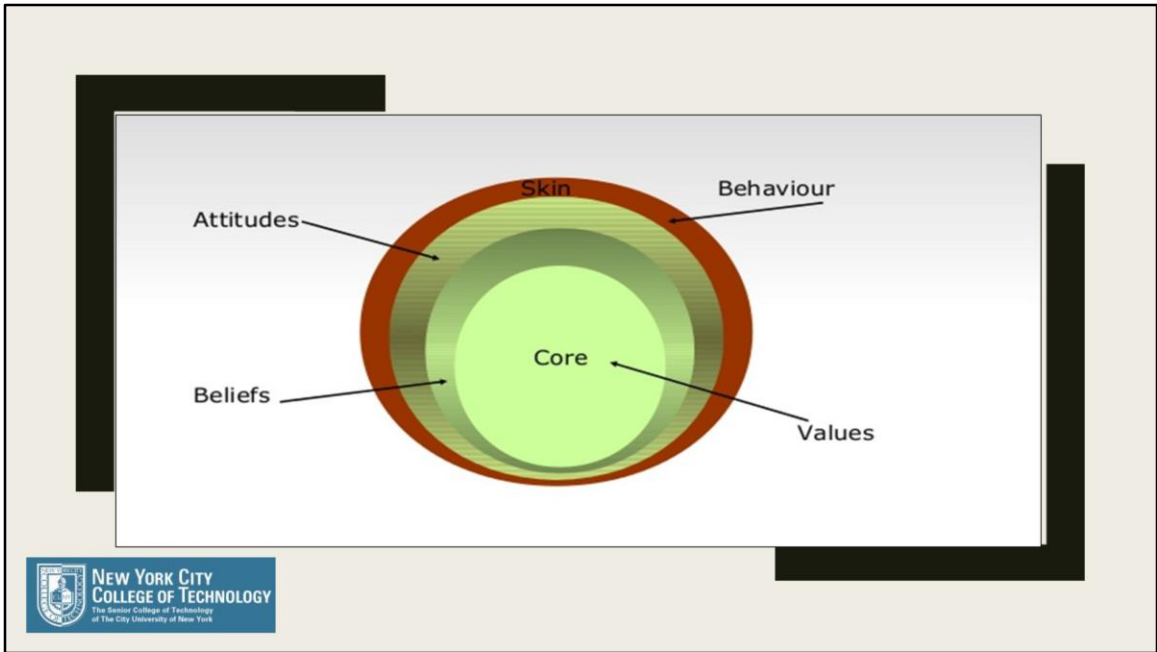 Skin
Behaviour
Attitudes
Core
Beliefs
Values
NEW YORK CITY
COLLEGE OF TECHNOLOGY
The Senior College of Technology
of The City University of New York